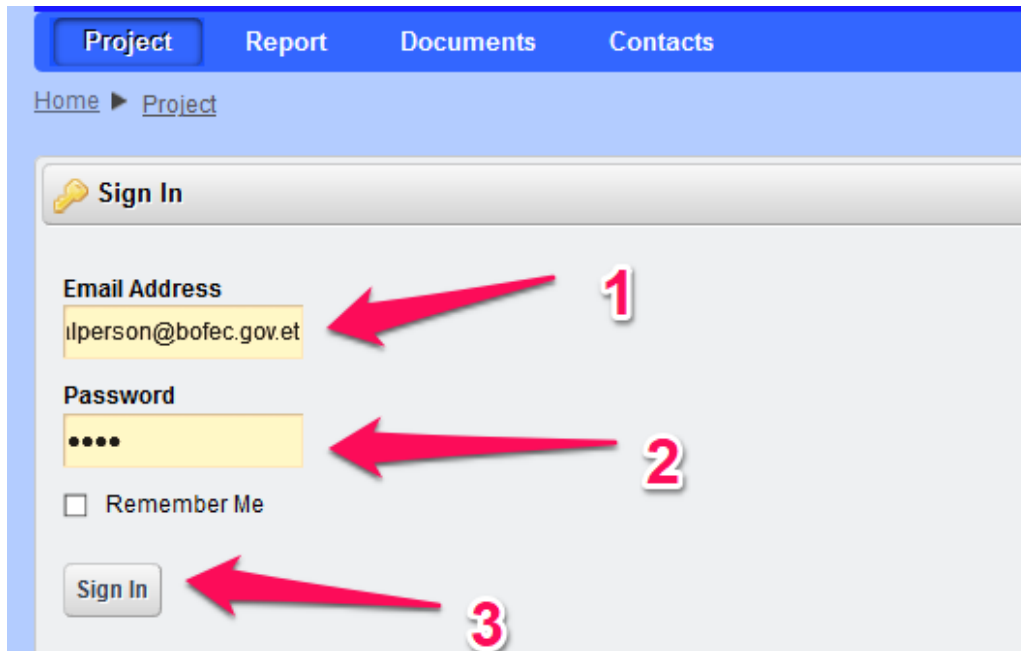 Project Report Documents Contacts
Home ▶ Project
Sign In
Email Address
1
ılperson@bofec.gov.et
Password
••••
2
Remember Me
Sign In
3